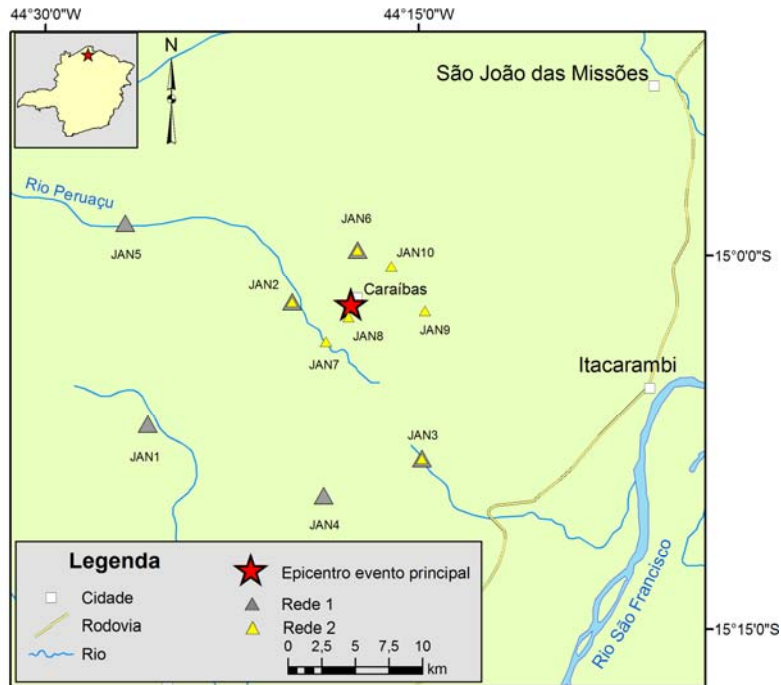 44°30'0"W
44°15'0"W
N
São João das Missões
Rio Peruaçu
JAN6
JAN5
JAN10
15°0'0"S
JAN2
Caraíbas
JAN9
JAN8
JAN7
Itacarambi
JAN1
JAN3
JAN4
Rio São Francisco
Legenda
Cidade
Rodovia
Rio
Epicentro evento principal
Rede 1
Rede 2
0 2,5 5 7,5 10
km
15°15'0"S